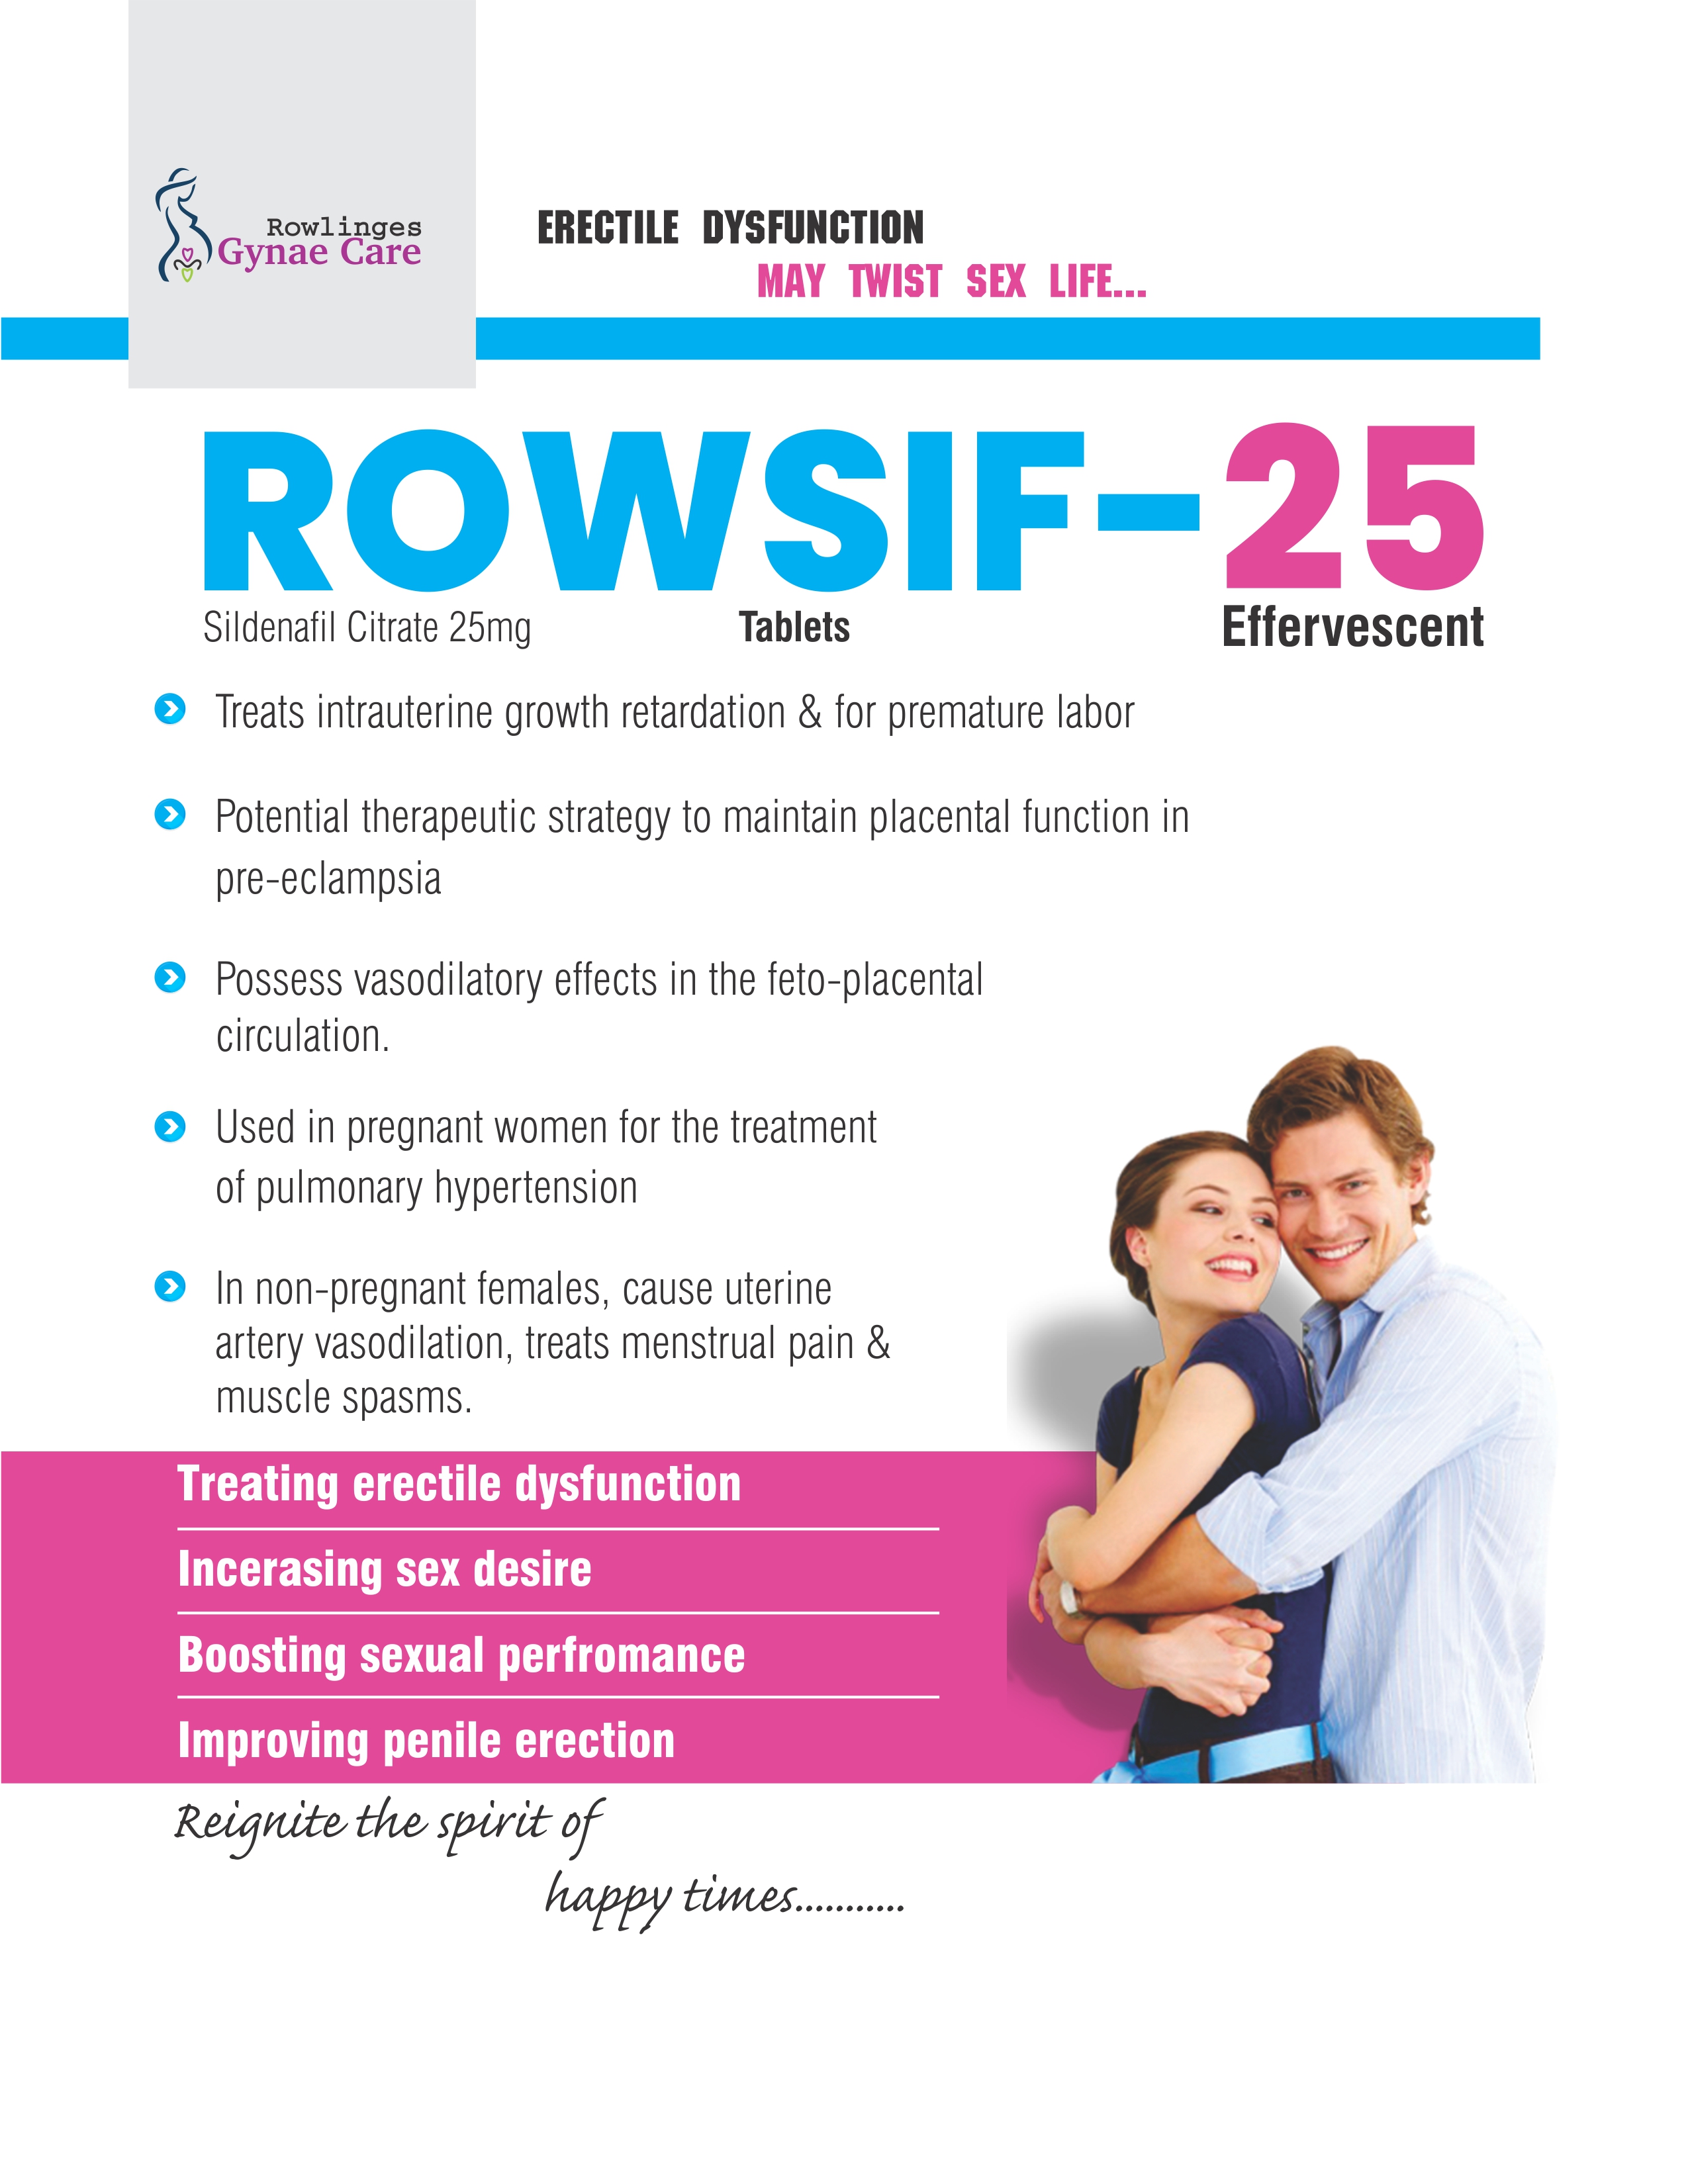 Rowlinges
Gynae Care
ERECTILE DYSFUNCTION
MAY TWIST SEX LIFE...
ROWSIF-25
Sildenafil Citrate 25mg Tablets Effervescent
Treats intrauterine growth retardation & for premature labor
Potential therapeutic strategy to maintain placental function in
pre-eclampsia
Possess vasodilatory effects in the feto-placental
circulation.
Used in pregnant women for the treatment
of pulmonary hypertension
In non-pregnant females, cause uterine
artery vasodilation, treats menstrual pain &
muscle spasms.
Treating erectile dysfunction
Incerasing sex desire
Boosting sexual perfromance
Improving penile erection
Reignite the spirit of
happy times...........